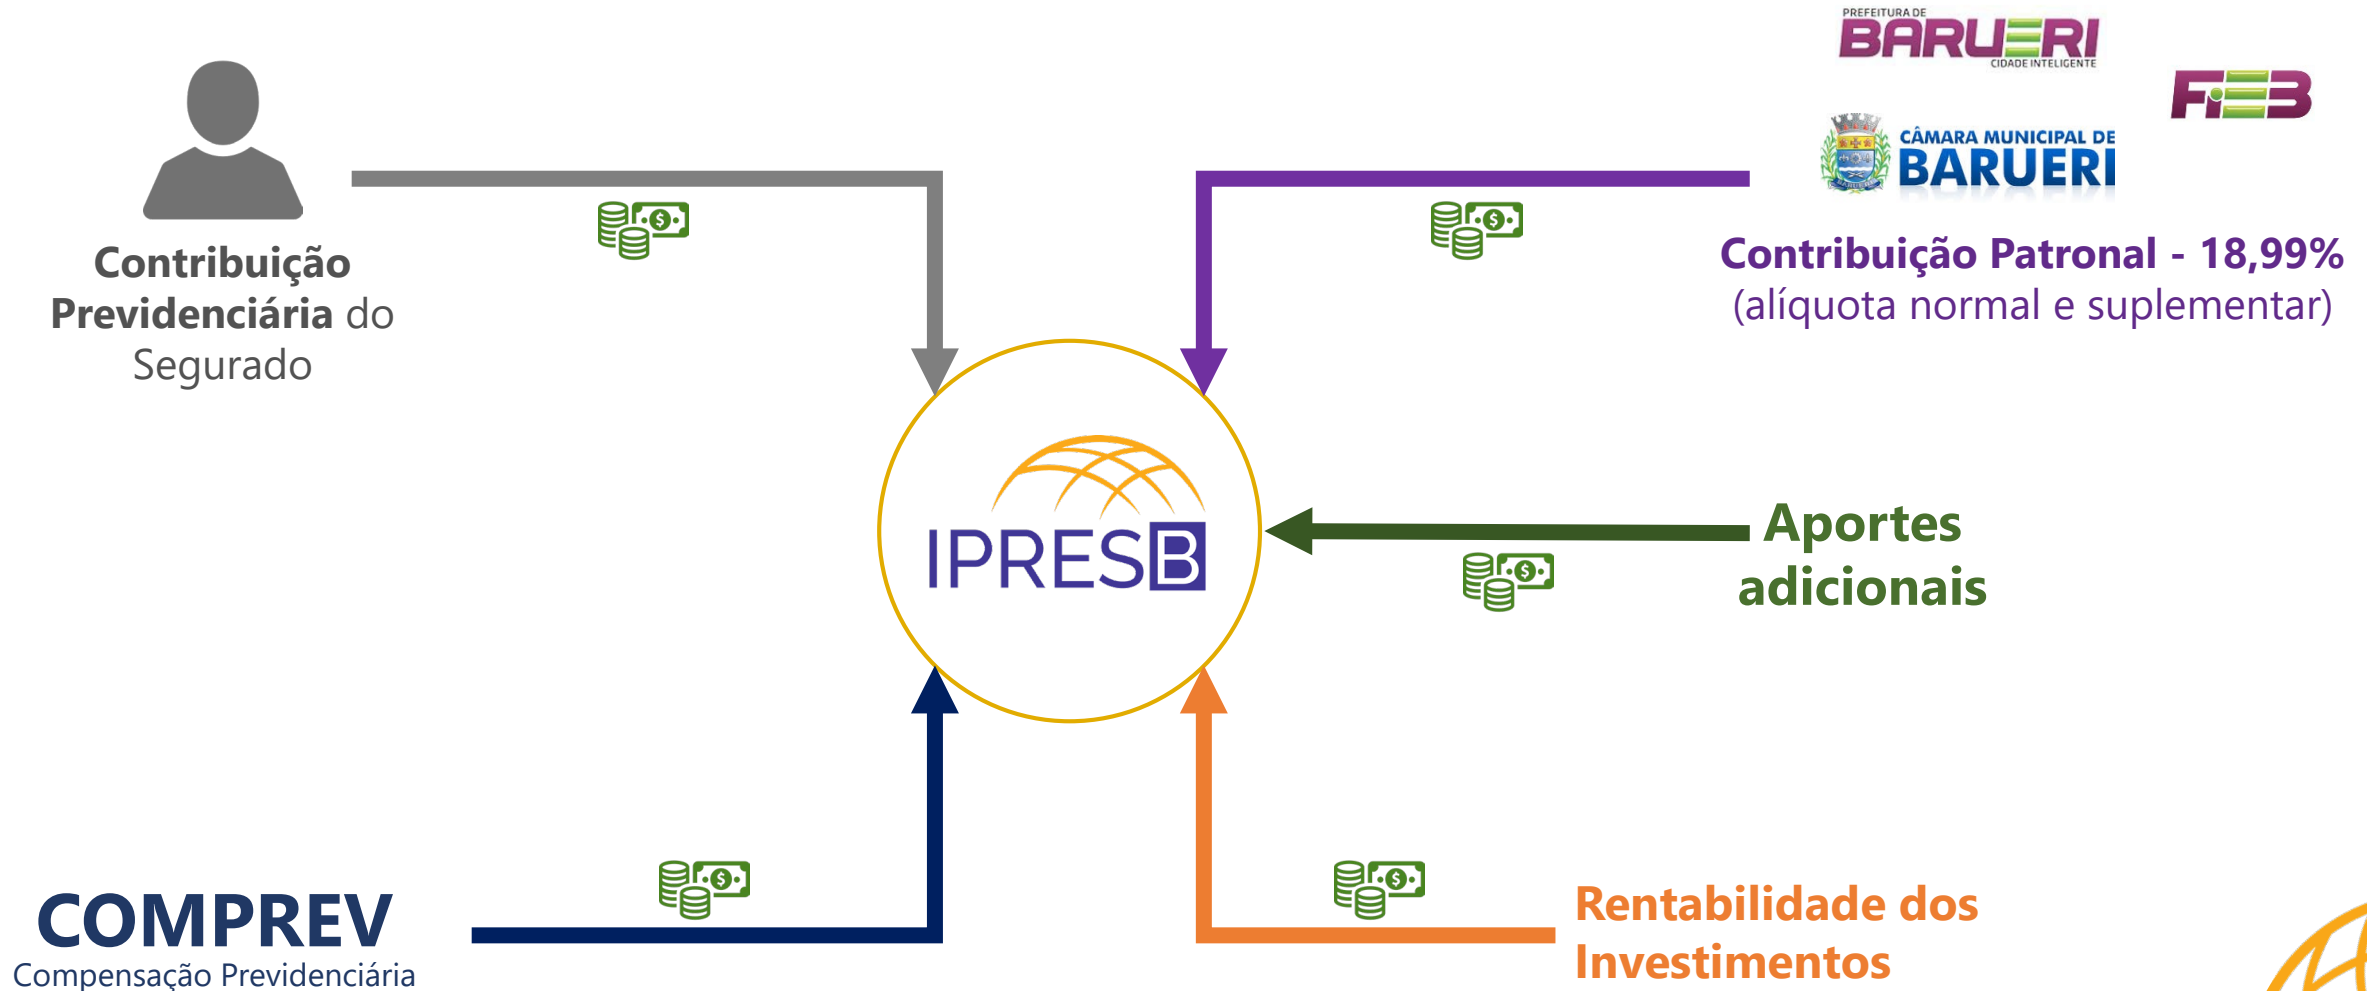 PREFEITURA DE
BARUERI
CIDADE INTELIGENTE
FIEB
CÂMARA MUNICIPAL DE
BARUERI
Contribuição
Previdenciária do
Segurado
Contribuição Patronal - 18,99%
(alíquota normal e suplementar)
IPRESB
Aportes
adicionais
COMPREV
Compensação Previdenciária
Rentabilidade dos
Investimentos